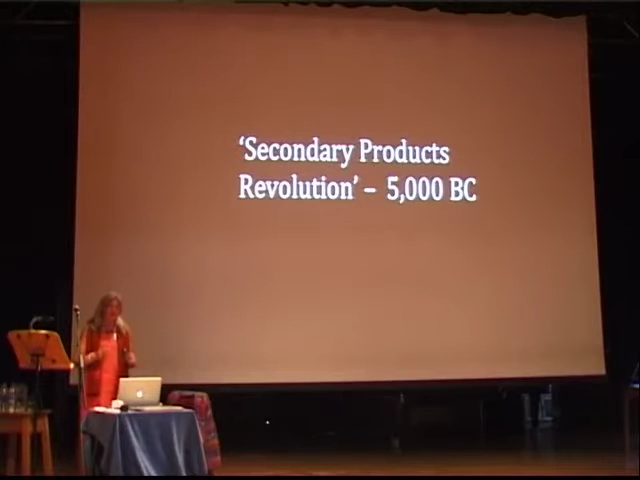 ‘Secondary Products
Revolution’ – 5,000 BC